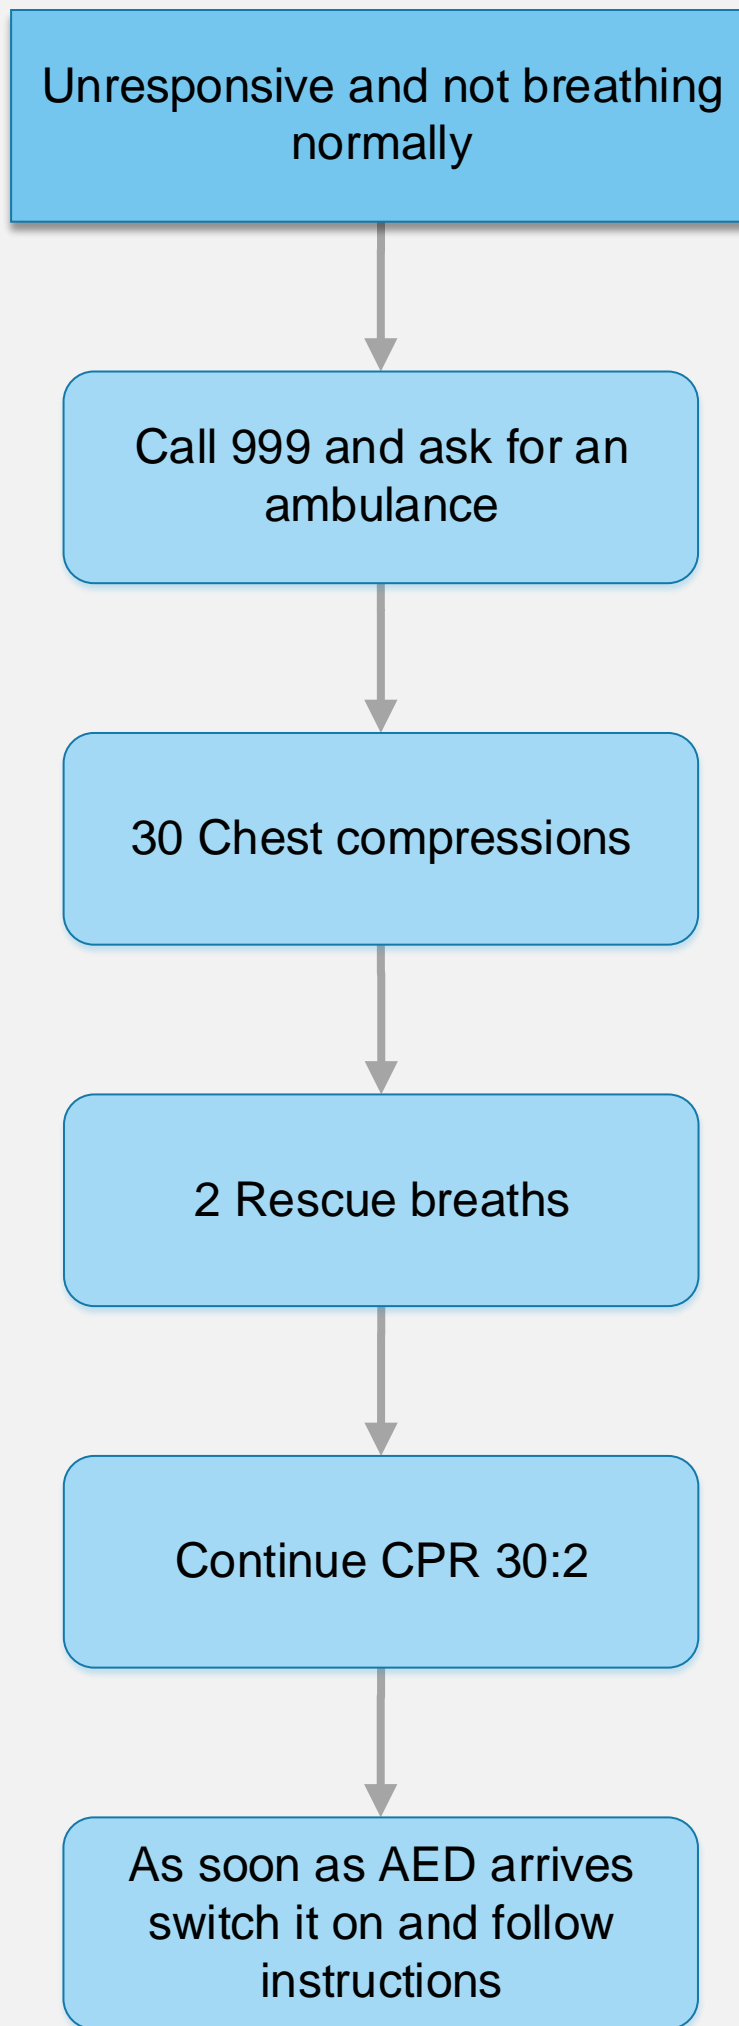 Unresponsive and not breathing
normally
Call 999 and ask for an
ambulance
30 Chest compressions
2 Rescue breaths
Continue CPR 30:2
As soon as AED arrives
switch it on and follow
instructions